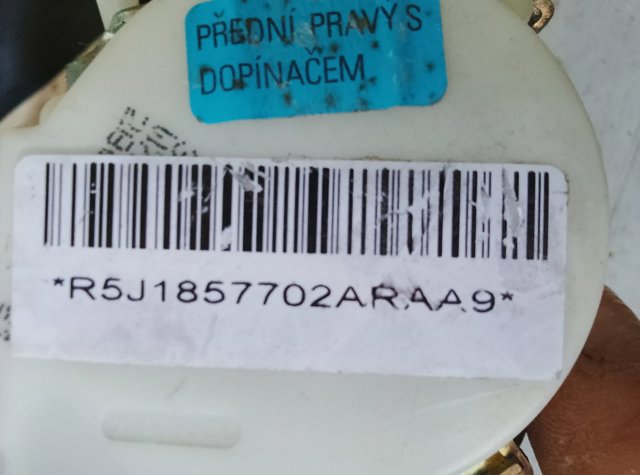 PŘEDNÍ PRAVÝ S
DOPÍNAČEM
*R5J1857702ARAA9*